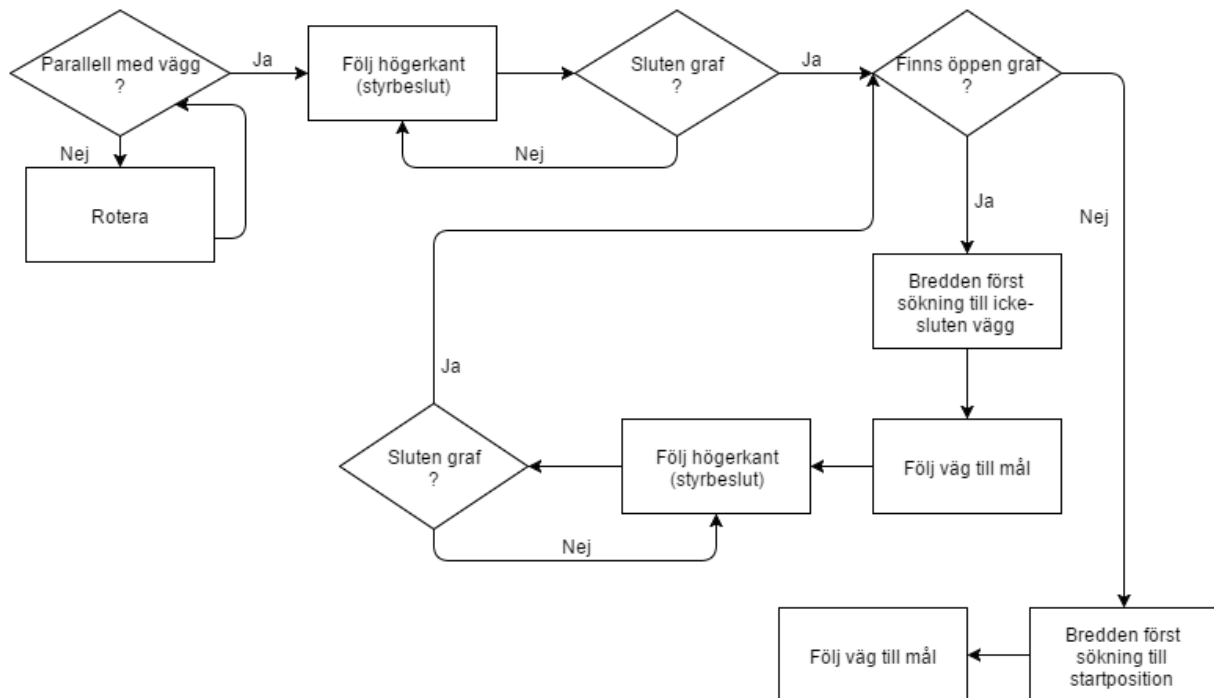 Parallell med vägg
?
Ja
Följ högerkant
(styrbeslut)
Sluten graf
?
Ja
Finns öppen graf
?
Nej
Nej
Rotera
Ja
Nej
Bredden först
sökning till icke-
sluten vägg
Ja
Sluten graf
?
Följ högerkant
(styrbeslut)
Följ väg till mål
Nej
Följ väg till mål
Bredden först
sökning till
startposition